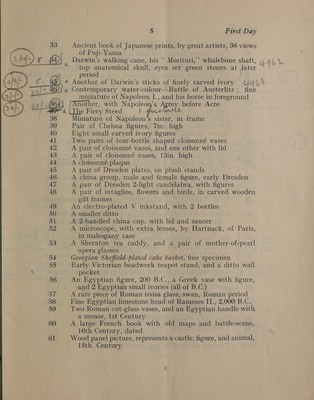 5 First Day
33 Ancient book of Japanese prints, by great artists, 36 views
of Fuji-Yama
34 Darwin's walking cane, his "Morituri," whalebone shaft, 4962
top anatomical skull, eyes set green stones at later
period
35 Another of Darwin's sticks of finely carved ivory 4963
36 Contemporary water-colour—Battle of Austerlitz; fine
miniature of Napoleon I., and his horse in foreground
Another, with Napoleon's Army before Acre
The Fiery Steed 1 picture
38 Miniature of Napoleon's sister, in frame
39 Pair of Chelsea figures, 7in. high
40 Eight small carved ivory figures
41 Two pairs of tear-bottle shaped cloisonné vases
42 A pair of cloisonné vases, and one other with lid
43 A pair of cloisonné vases, 13in. high
44 A cloisonné plaque
45 A pair of Dresden plates, on plush stands
46 A china group, male and female figure, early Dresden
47 A pair of Dresden 2-light candelabra, with figures
48 A pair of intaglios, flowers and birds, in carved wooden
gilt frames
49 An electro-plated V inkstand, with 2 bottles
50 A smaller ditto
51 A 2-handled china cup, with lid and saucer
52 A microscope, with extra lenses, by Hartnack, of Paris,
in mahogany case
53 A Sheraton tea caddy, and a pair of mother-of-pearl
opera glasses
54 Georgian Sheffield-plated cake basket, fine specimen
55 Early Victorian beadwork teapot stand, and a ditto wall
pocket
56 An Egyptian figure, 200 B.C., a Greek vase with figure,
and 2 Egyptian small ivories (all of B.C.)
57 A rare piece of Roman issina glass, swan, Roman period
58 Fine Egyptian limestone head of Rameses II., 2,000 B.C.
59 Two Roman cut-glass vases, and an Egyptian handle with
a mouse, 1st Century
60 A large French book with old maps and battle-scene,
16th Century, dated
61 Wood panel picture, represents a castle, figure, and animal,
15th Century